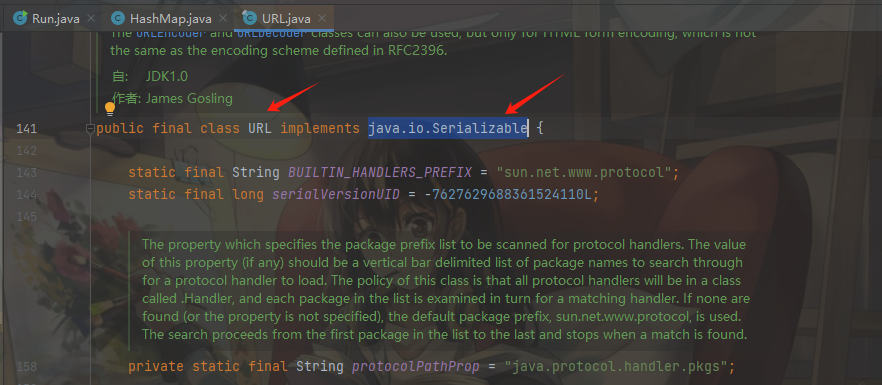 Run.java HashMap.java URL.java
The URLEncoder and URLDecoder classes can also be used, but only for HTML form encoding, which is not
the same as the encoding scheme defined in RFC2396.
自: JDK1.0
作者: James Gosling
141 public final class URL implements java.io.Serializable {
142
143 static final String BUILTIN_HANDLERS_PREFIX = "sun.net.www.protocol";
144 static final long serialVersionUID = -7627629688361524110L;
145
The property which specifies the package prefix list to be scanned for protocol handlers. The value
of this property (if any) should be a vertical bar delimited list of package names to search through
for a protocol handler to load. The policy of this class is that all protocol handlers will be in a class
called .Handler, and each package in the list is examined in turn for a matching handler. If none are
found (or the property is not specified), the default package prefix, sun.net.www.protocol, is used.
The search proceeds from the first package in the list to the last and stops when a match is found.
158 private static final String protocolPathProp = "java.protocol.handler.pkgs";